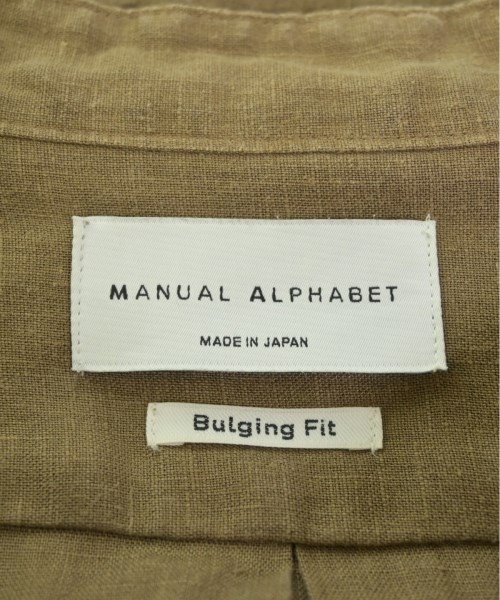 MANUAL ALPHABET
MADE IN JAPAN
Bulging Fit